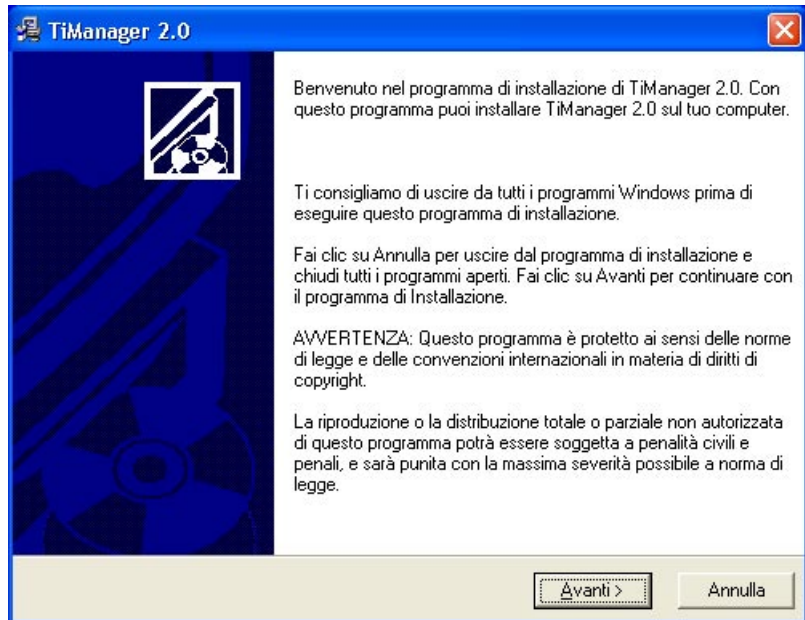 TiManager 2.0
Benvenuto nel programma di installazione di TiManager 2.0. Con
questo programma puoi installare TiManager 2.0 sul tuo computer.
Ti consigliamo di uscire da tutti i programmi Windows prima di
eseguire questo programma di installazione.
Fai clic su Annulla per uscire dal programma di installazione e
chiudi tutti i programmi aperti. Fai clic su Avanti per continuare con
il programma di Installazione.
AVVERTENZA: Questo programma è protetto ai sensi delle norme
di legge e delle convenzioni internazionali in materia di diritti di
copyright.
La riproduzione o la distribuzione totale o parziale non autorizzata
di questo programma potrà essere soggetta a penalità civili e
penali, e sarà punita con la massima severità possibile a norma di
legge.
Avanti > Annulla